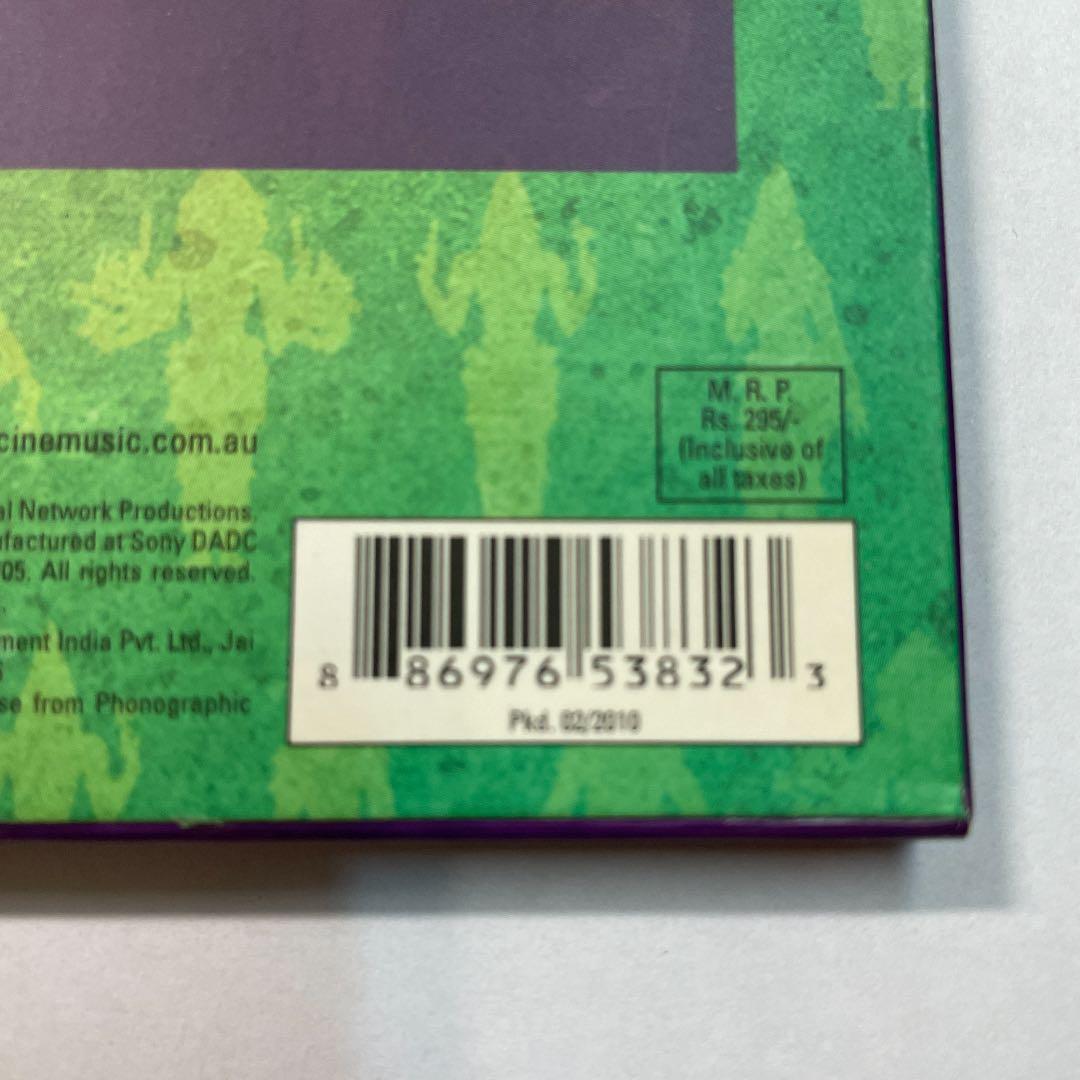 cinemusic.com.au
al Network Productions.
ufactured at Sony DADC
05. All rights reserved.
ment India Pvt. Ltd., Jai
se from Phonographic
M. R. P.
Rs. 295/-
(Inclusive of
all taxes)
8 86976 53832 3
Pkd. 02/2010